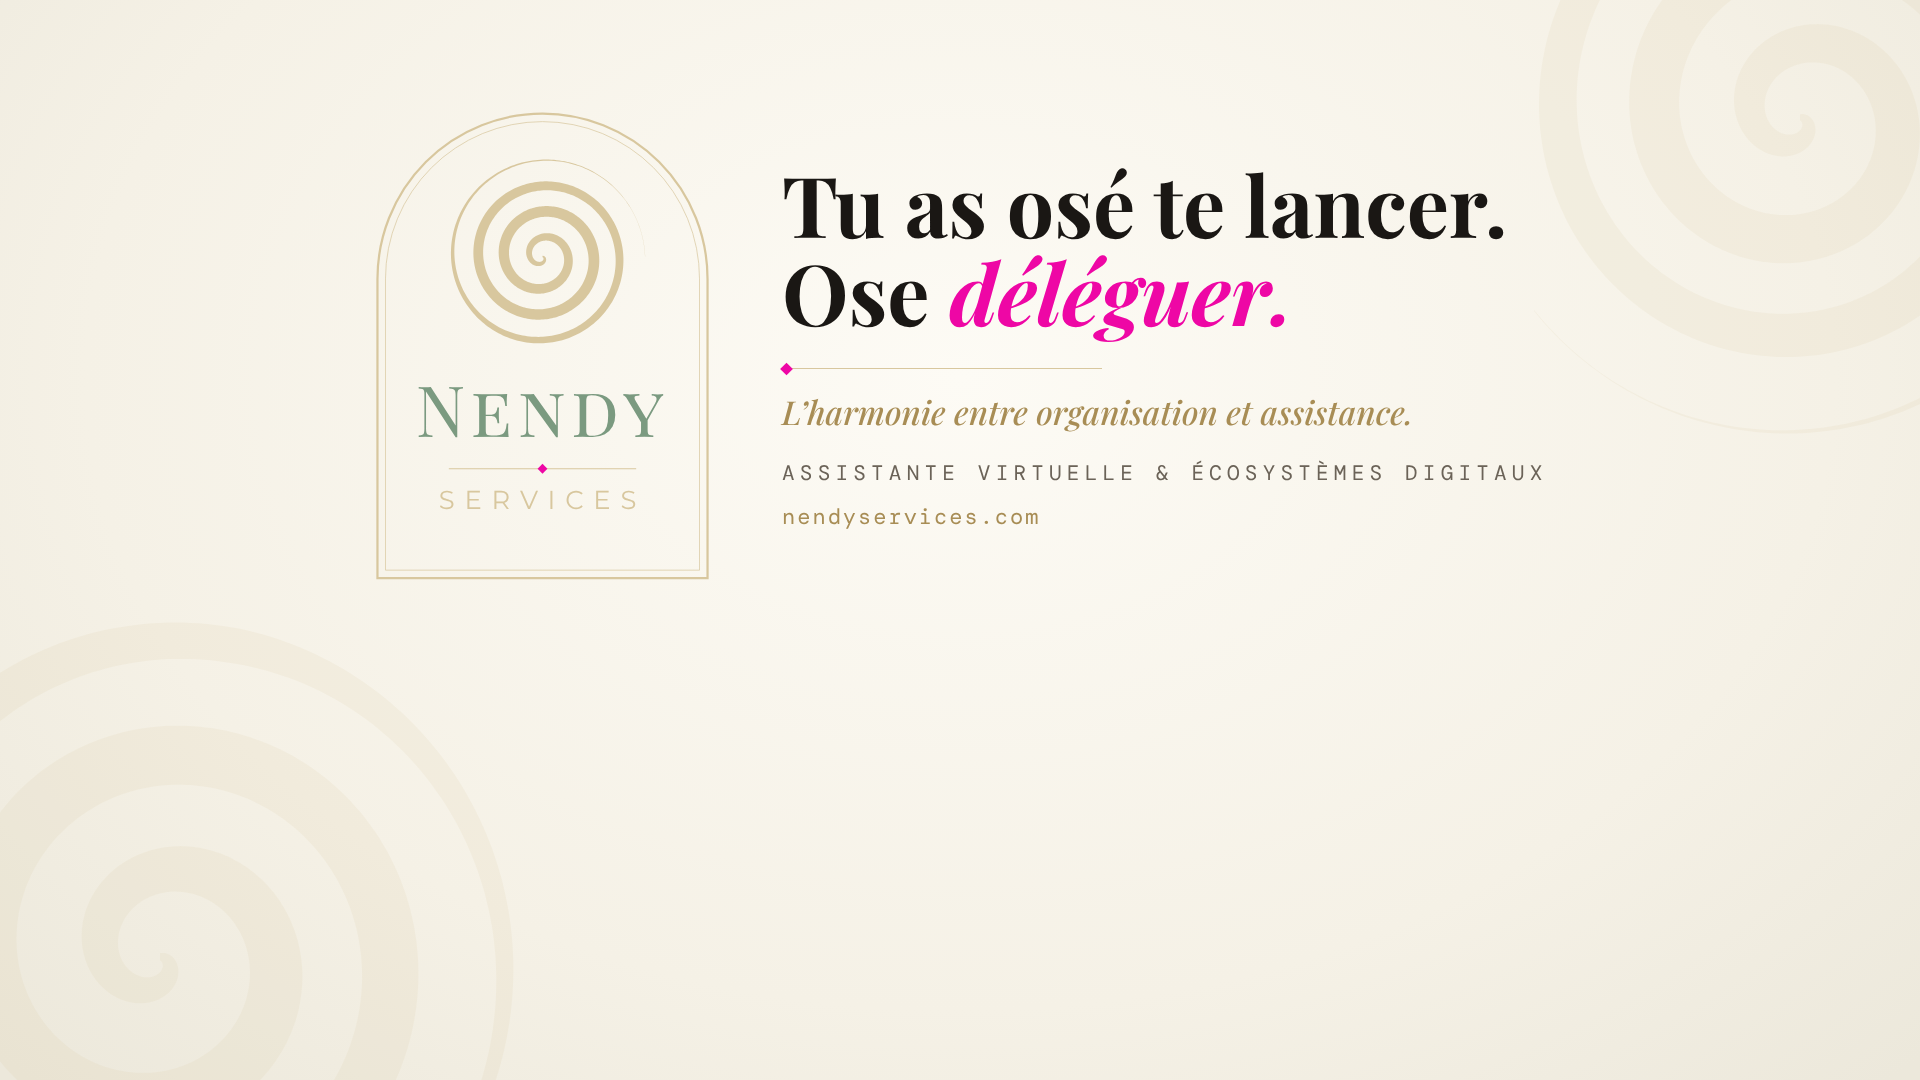 NENDY
SERVICES
Tu as osé te lancer.
Ose déléguer.
L’harmonie entre organisation et assistance.
ASSISTANTE VIRTUELLE & ÉCOSYSTÈMES DIGITAUX
nendyservices.com